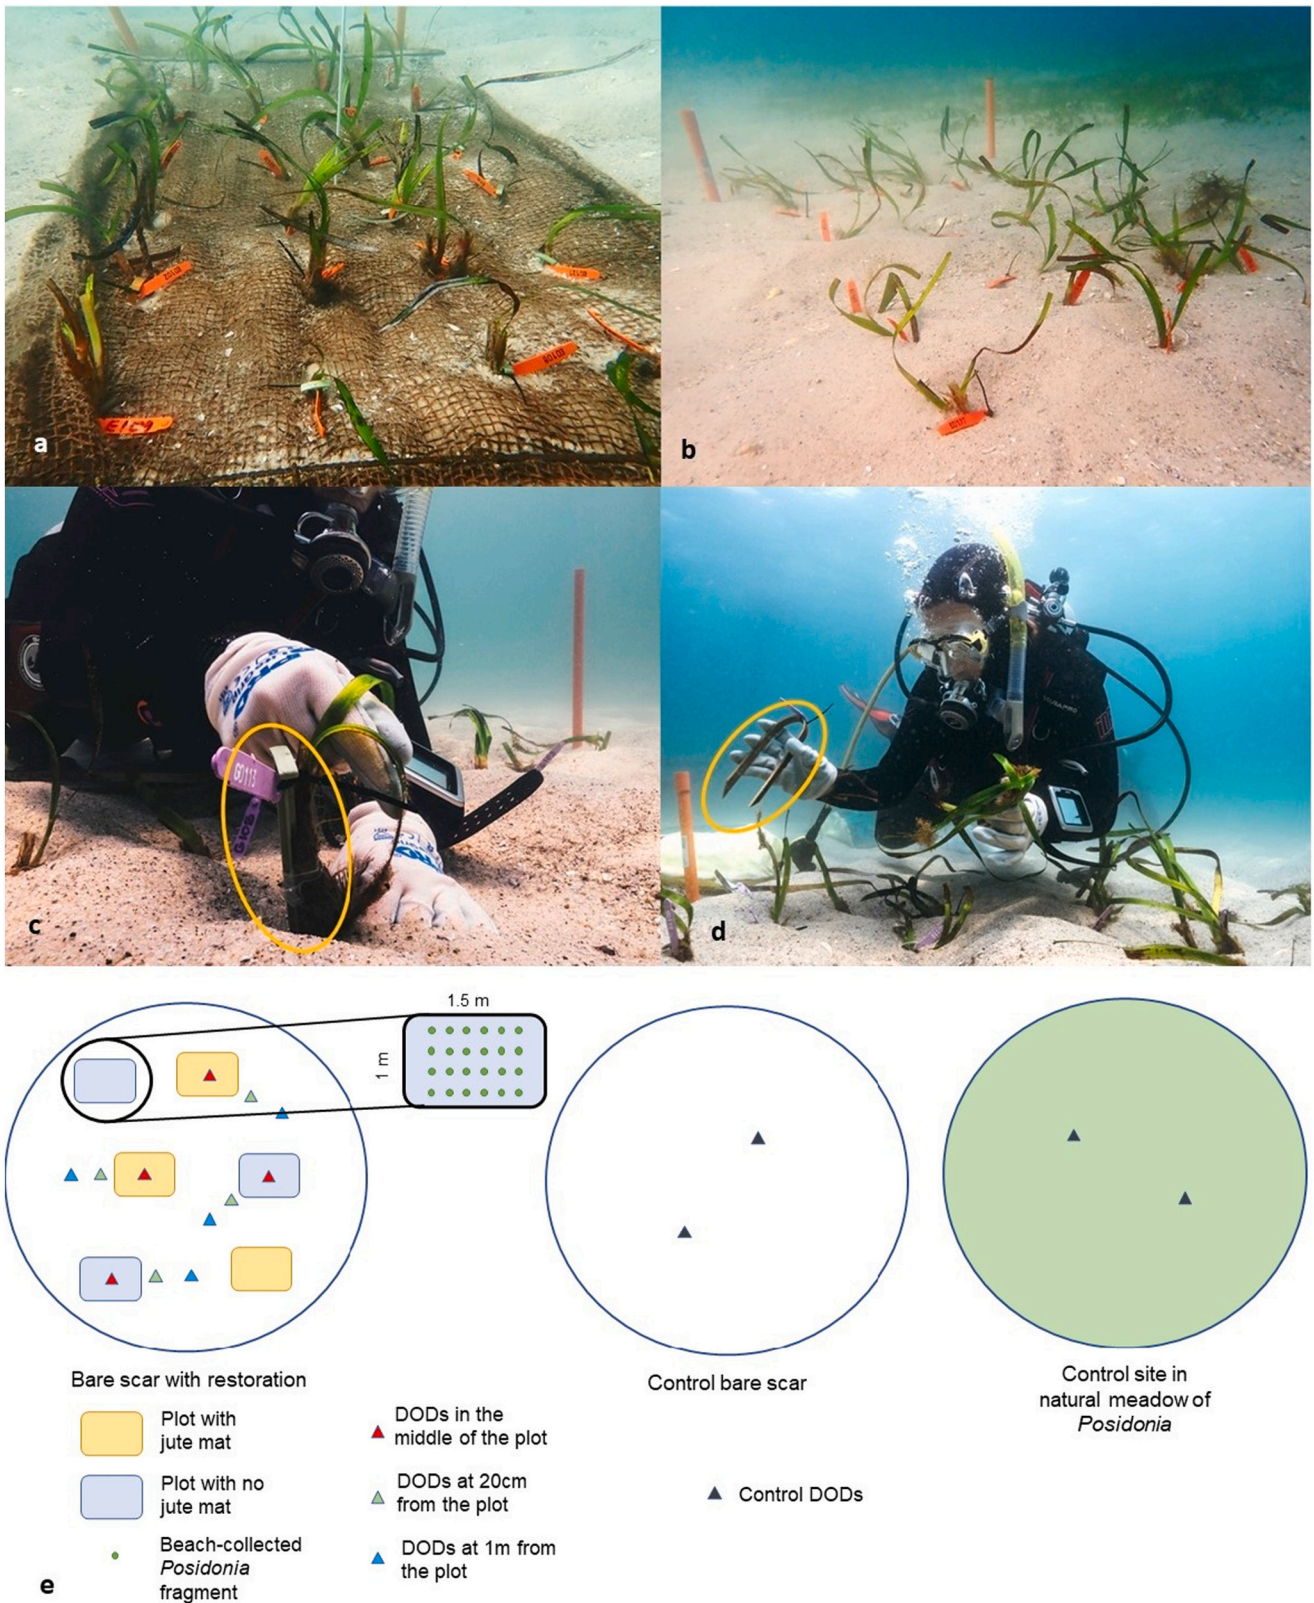 a
b
G0113
c
d
1.5 m
1 m
Bare scar with restoration
Control bare scar
Control site in
natural meadow of
Posidonia
Plot with
jute mat
Plot with no
jute mat
Beach-collected
Posidonia
fragment
DODs in the
middle of the plot
DODs at 20cm
from the plot
DODs at 1m from
the plot
Control DODs
e